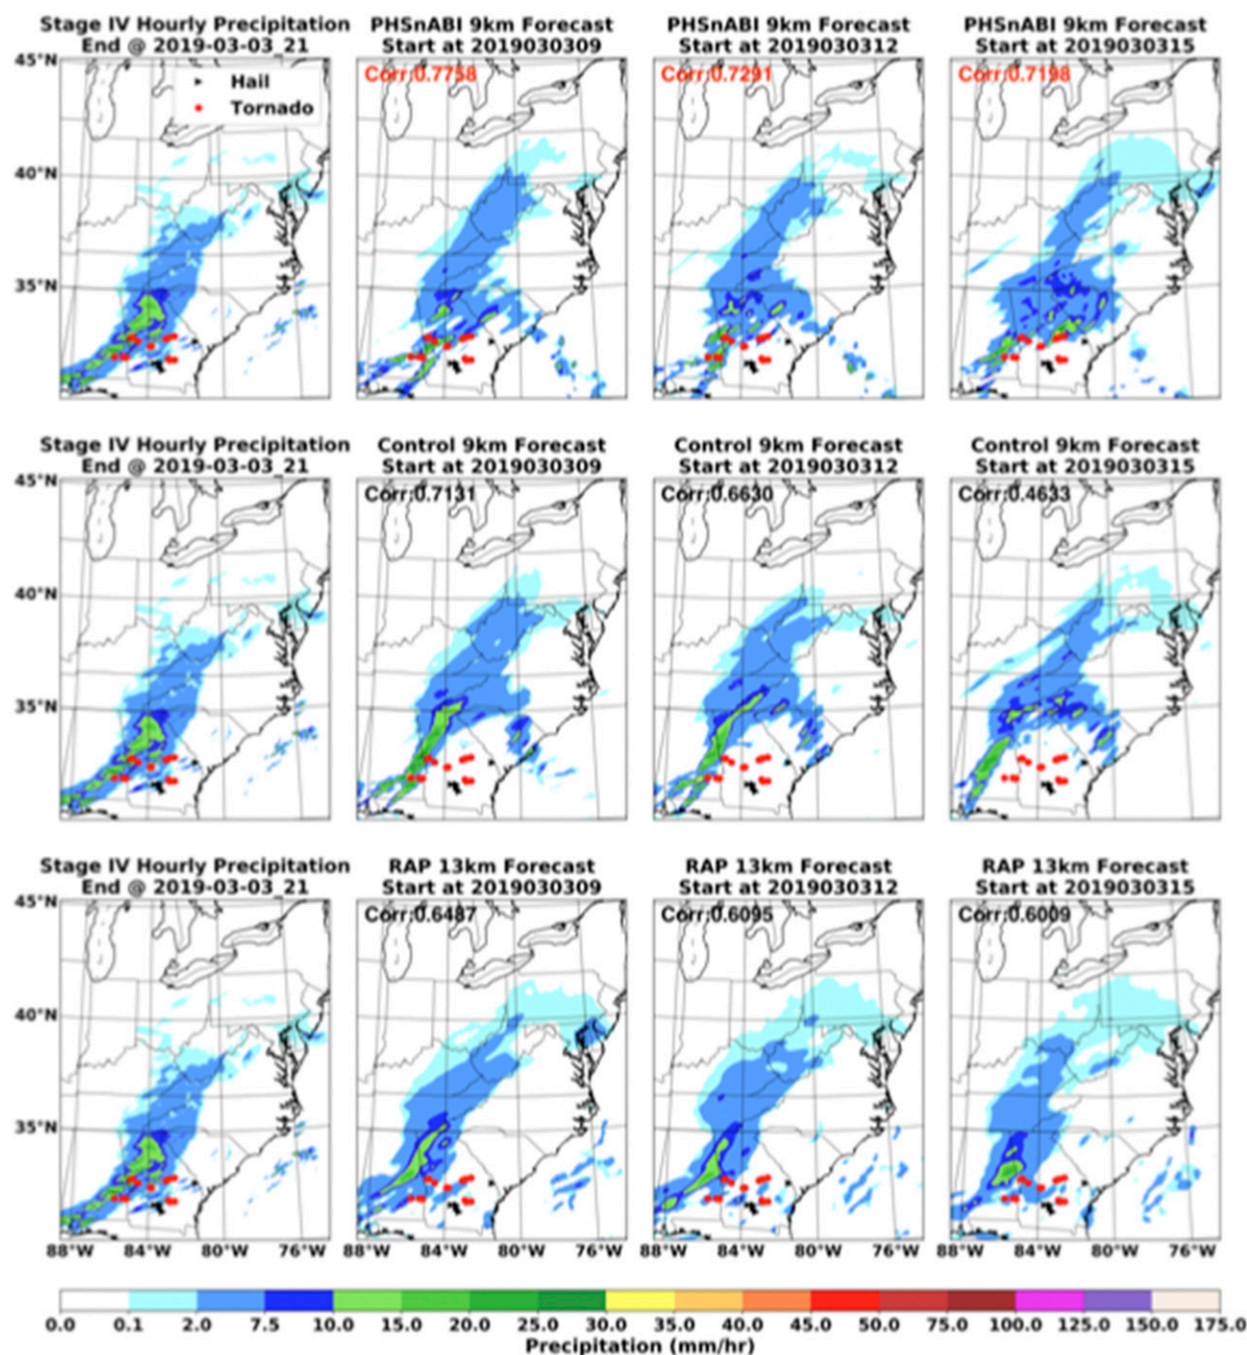 Stage IV Hourly Precipitation
End @ 2019-03-03_21
PHSnABI 9km Forecast
Start at 2019030309
PHSnABI 9km Forecast
Start at 2019030312
PHSnABI 9km Forecast
Start at 2019030315
45°N
Hail
Tornado
Corr:0.7758
Corr:0.7291
Corr:0.7198
40°N
35°N
Stage IV Hourly Precipitation
End @ 2019-03-03_21
Control 9km Forecast
Start at 2019030309
Control 9km Forecast
Start at 2019030312
Control 9km Forecast
Start at 2019030315
45°N
Corr:0.7131
Corr:0.6630
Corr:0.4633
40°N
35°N
Stage IV Hourly Precipitation
End @ 2019-03-03_21
RAP 13km Forecast
Start at 2019030309
RAP 13km Forecast
Start at 2019030312
RAP 13km Forecast
Start at 2019030315
45°N
Corr:0.6487
Corr:0.6095
Corr:0.6009
40°N
35°N
88°W 84°W 80°W 76°W
88°W 84°W 80°W 76°W
88°W 84°W 80°W 76°W
88°W 84°W 80°W 76°W
0.0 0.1 2.0 7.5 10.0 15.0 20.0 25.0 30.0 35.0 40.0 45.0 50.0 75.0 100.0 125.0 150.0 175.0
Precipitation (mm/hr)